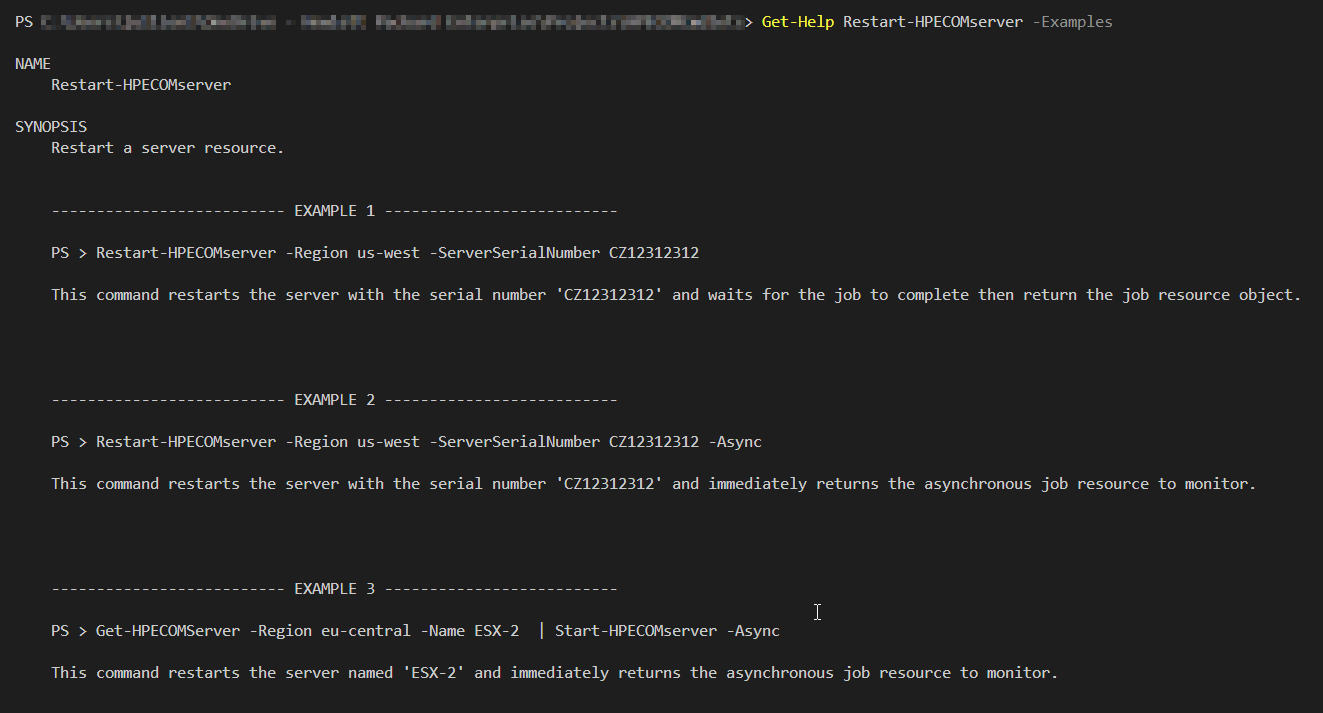 PS > Get-Help Restart-HPECOMserver -Examples
NAME
Restart-HPECOMserver
SYNOPSIS
Restart a server resource.
-------------------------- EXAMPLE 1 --------------------------
PS > Restart-HPECOMserver -Region us-west -ServerSerialNumber CZ12312312
This command restarts the server with the serial number 'CZ12312312' and waits for the job to complete then return the job resource object.
-------------------------- EXAMPLE 2 --------------------------
PS > Restart-HPECOMserver -Region us-west -ServerSerialNumber CZ12312312 -Async
This command restarts the server with the serial number 'CZ12312312' and immediately returns the asynchronous job resource to monitor.
-------------------------- EXAMPLE 3 --------------------------
PS > Get-HPECOMServer -Region eu-central -Name ESX-2  | Start-HPECOMserver -Async
This command restarts the server named 'ESX-2' and immediately returns the asynchronous job resource to monitor.